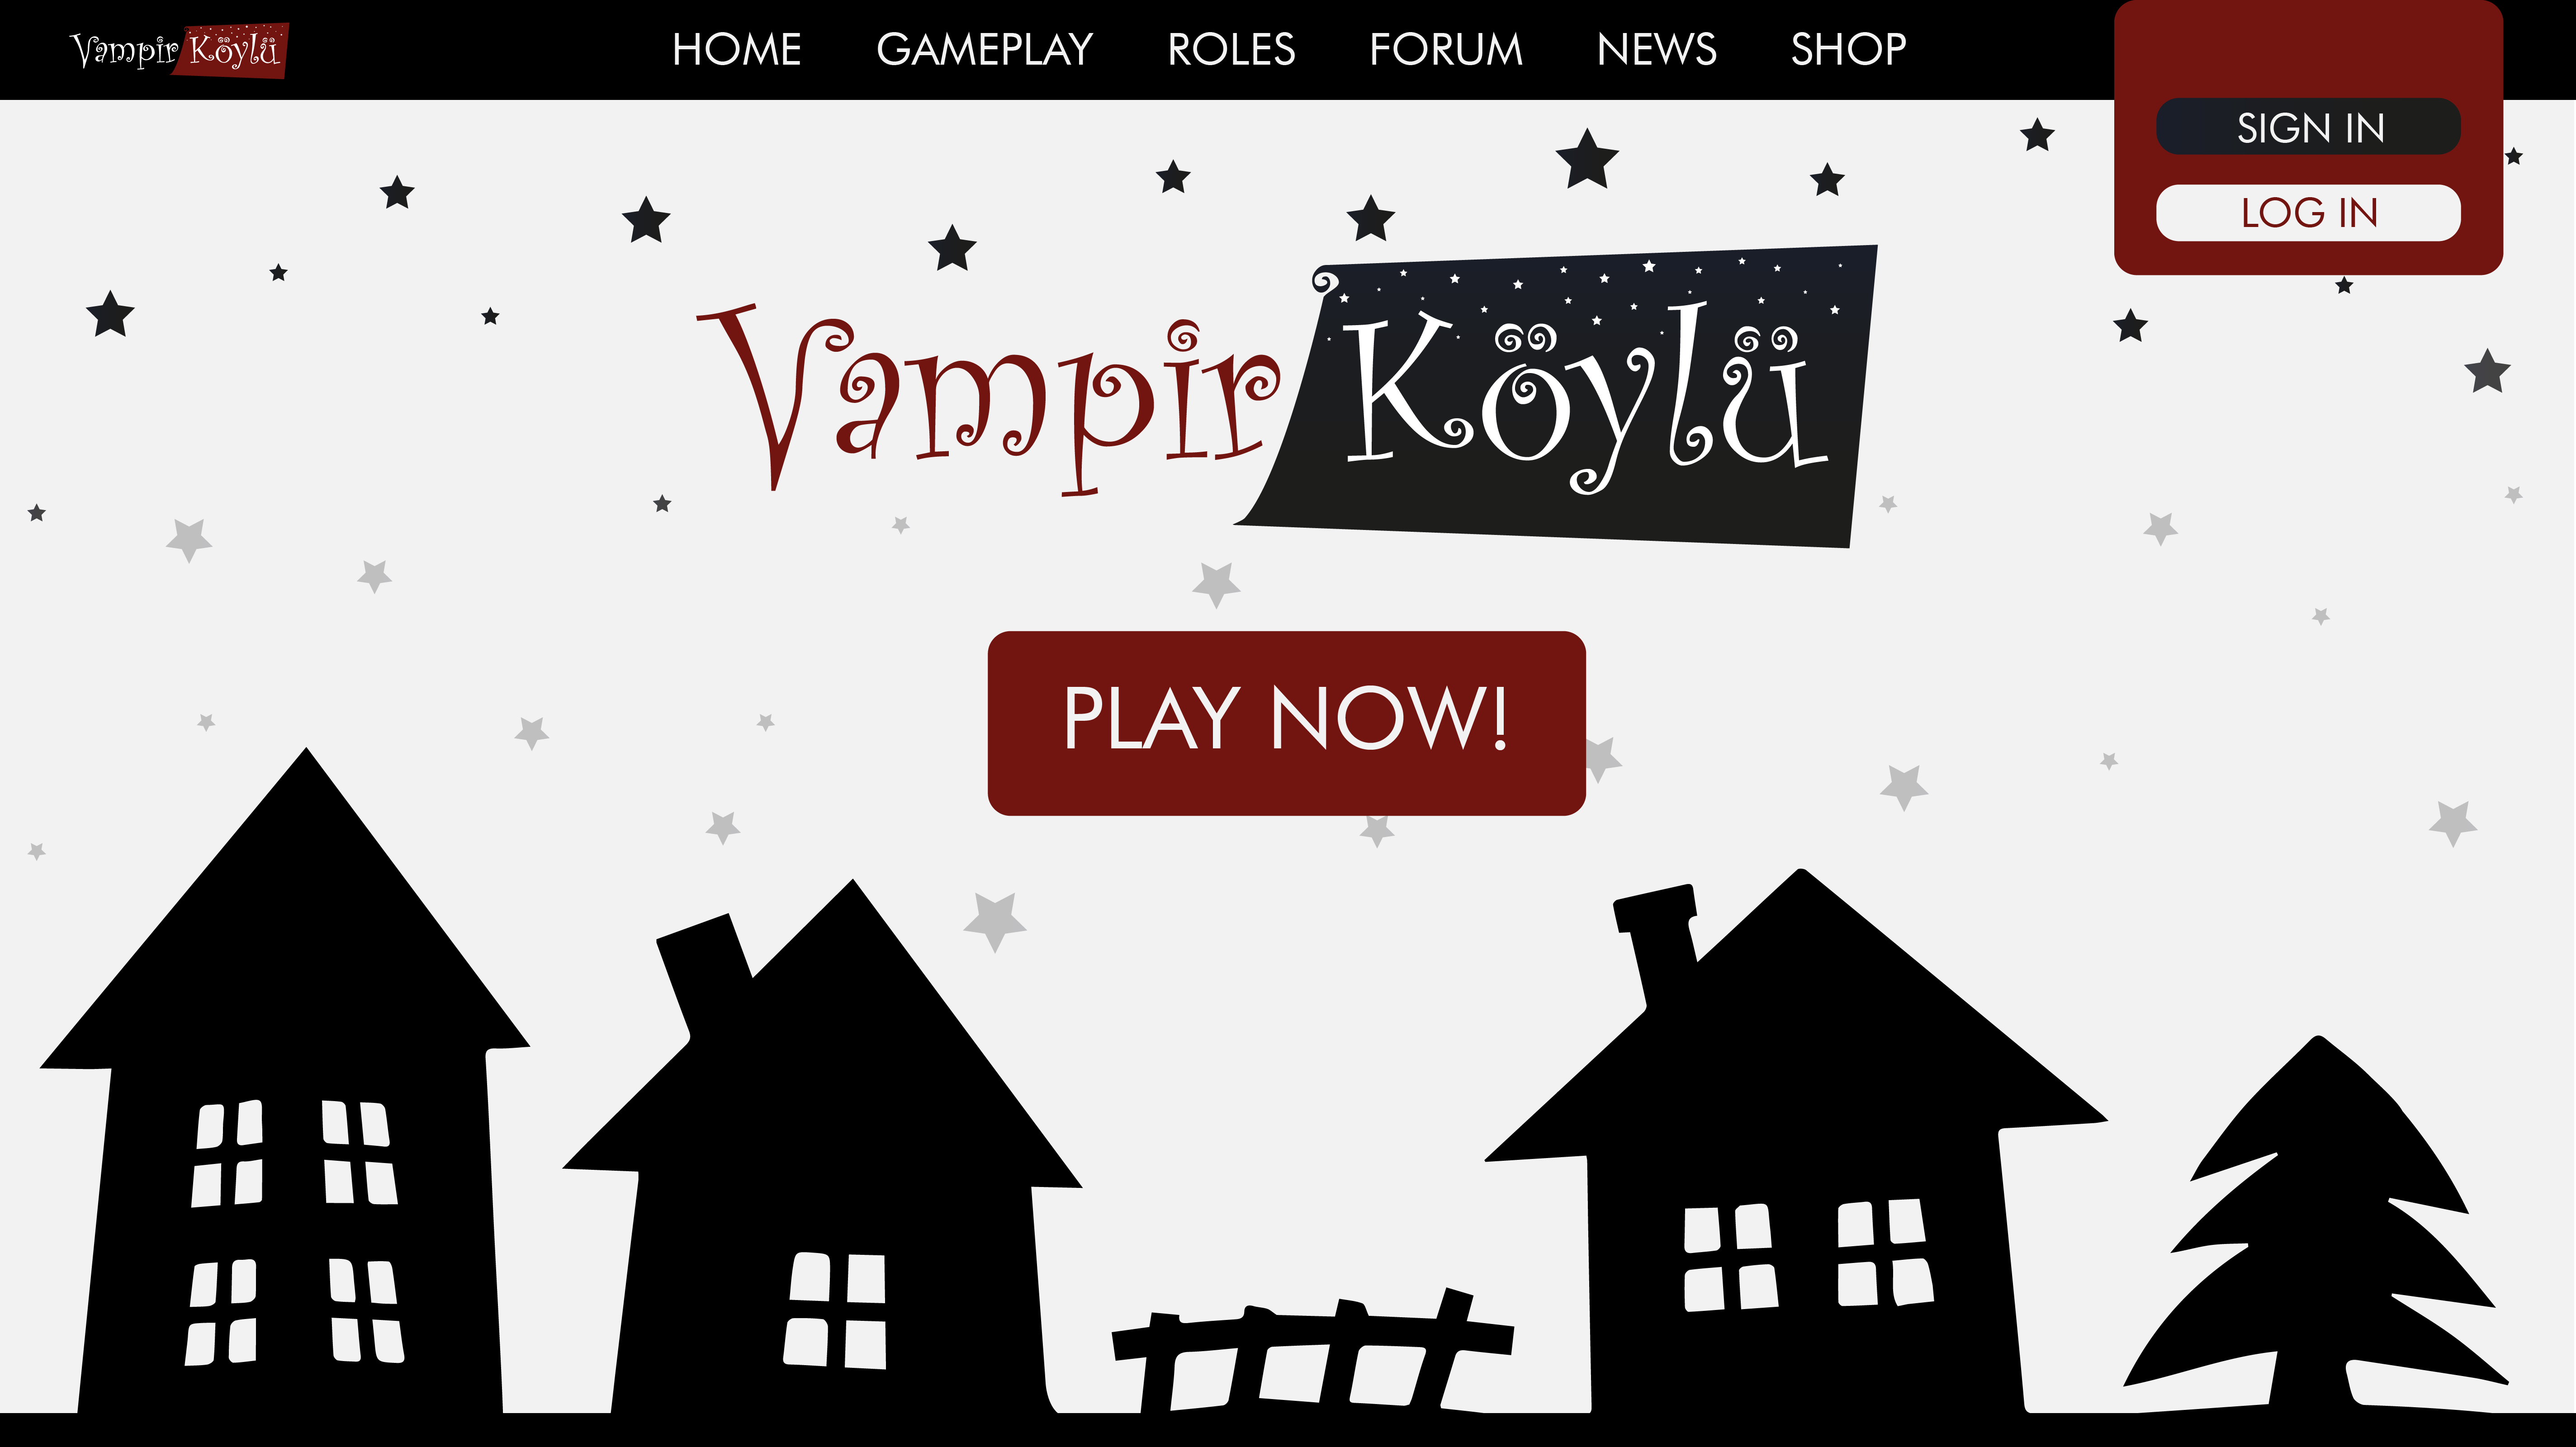 Vampir Köylü
HOME GAMEPLAY ROLES FORUM NEWS SHOP
SIGN IN
LOG IN
Vampir Köylü
PLAY NOW!